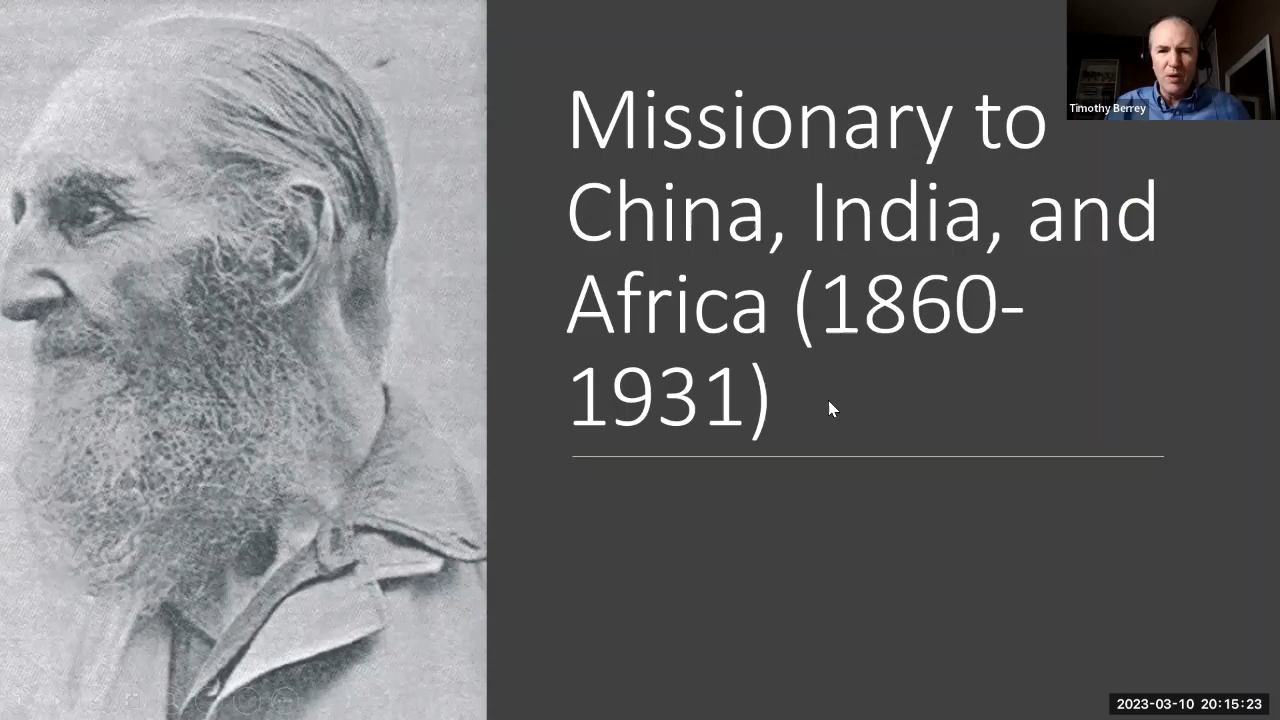 Missionary to
China, India, and
Africa (1860-
1931)
Timothy Berrey
2023-03-10 20:15:23